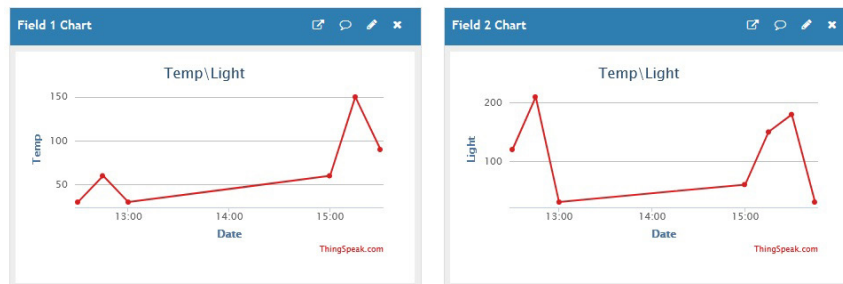 Field 1 Chart
Temp\Light
150
100
50
Temp
13:00 14:00 15:00
Date
ThingSpeak.com
Field 2 Chart
Temp\Light
200
100
Light
13:00 14:00 15:00
Date
ThingSpeak.com